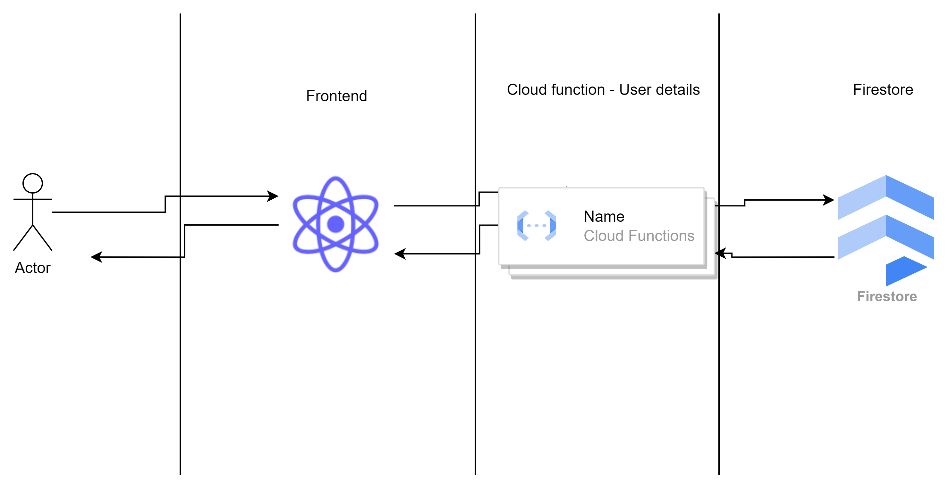 Frontend
Cloud function - User details
Firestore
Name
Cloud Functions
Actor
Firestore